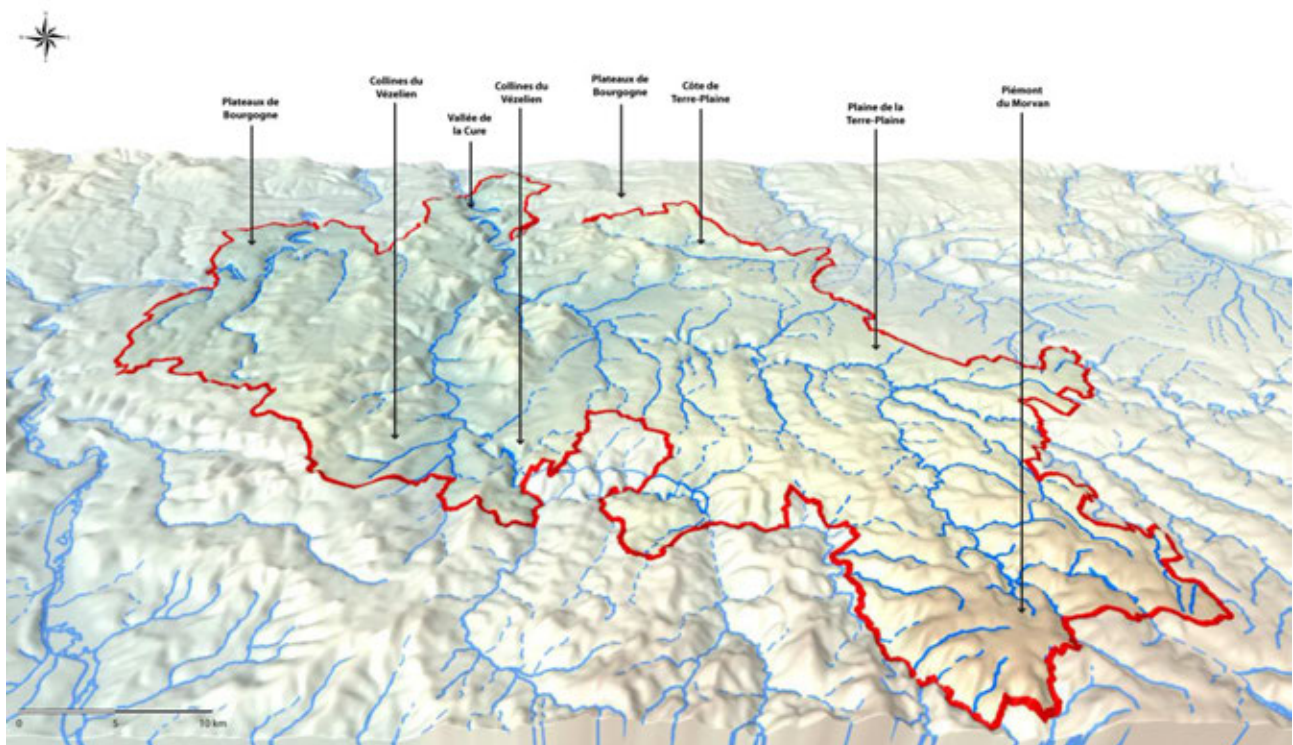 Plateaux de
Bourgogne
Collines du
Vézelien
Vallée de
la Cure
Collines du
Vézelien
Plateaux de
Bourgogne
Côte de
Terre-Plaine
Plaine de la
Terre-Plaine
Piémont
du Morvan
0
5
10 km